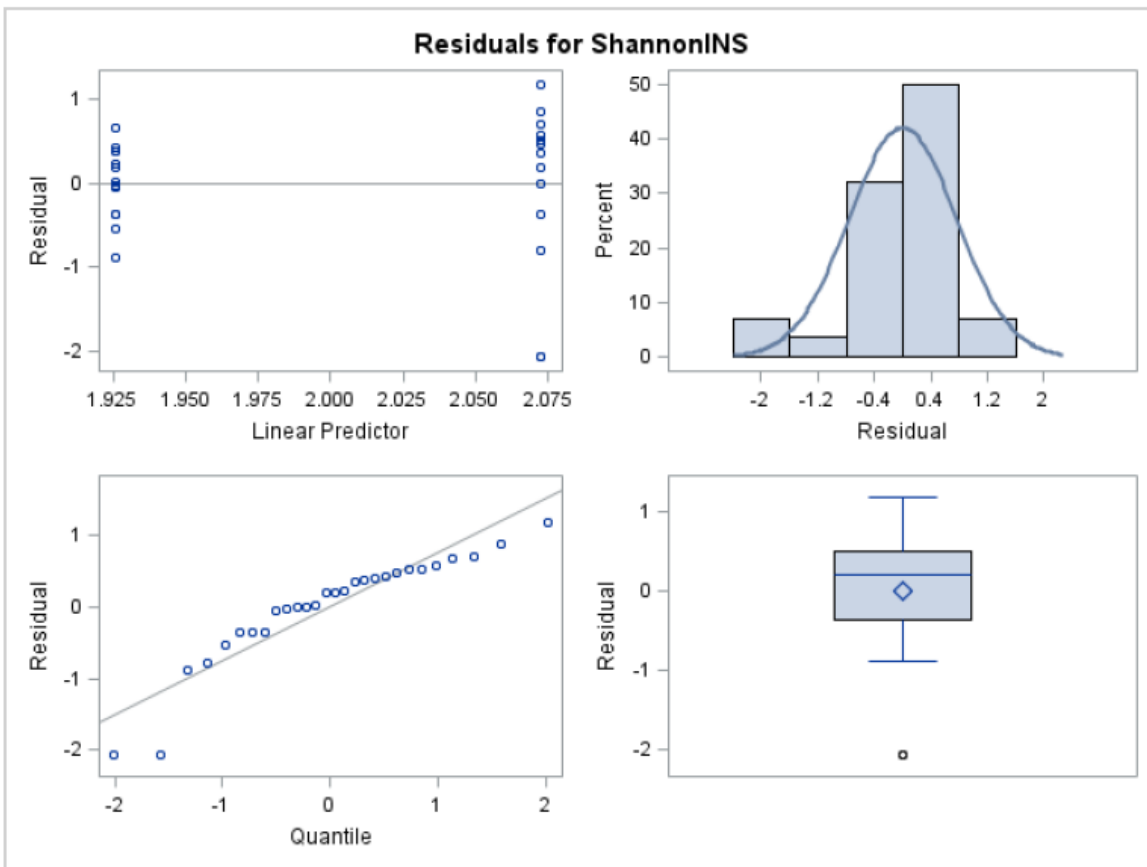 Residuals for ShannonINS
1
0
-1
-2
Residual
1.925 1.950 1.975 2.000 2.025 2.050 2.075
Linear Predictor
50
40
30
20
10
0
Percent
-2 -1.2 -0.4 0.4 1.2 2
Residual
1
0
-1
-2
Residual
-2 -1 0 1 2
Quantile
1
0
-1
-2
Residual